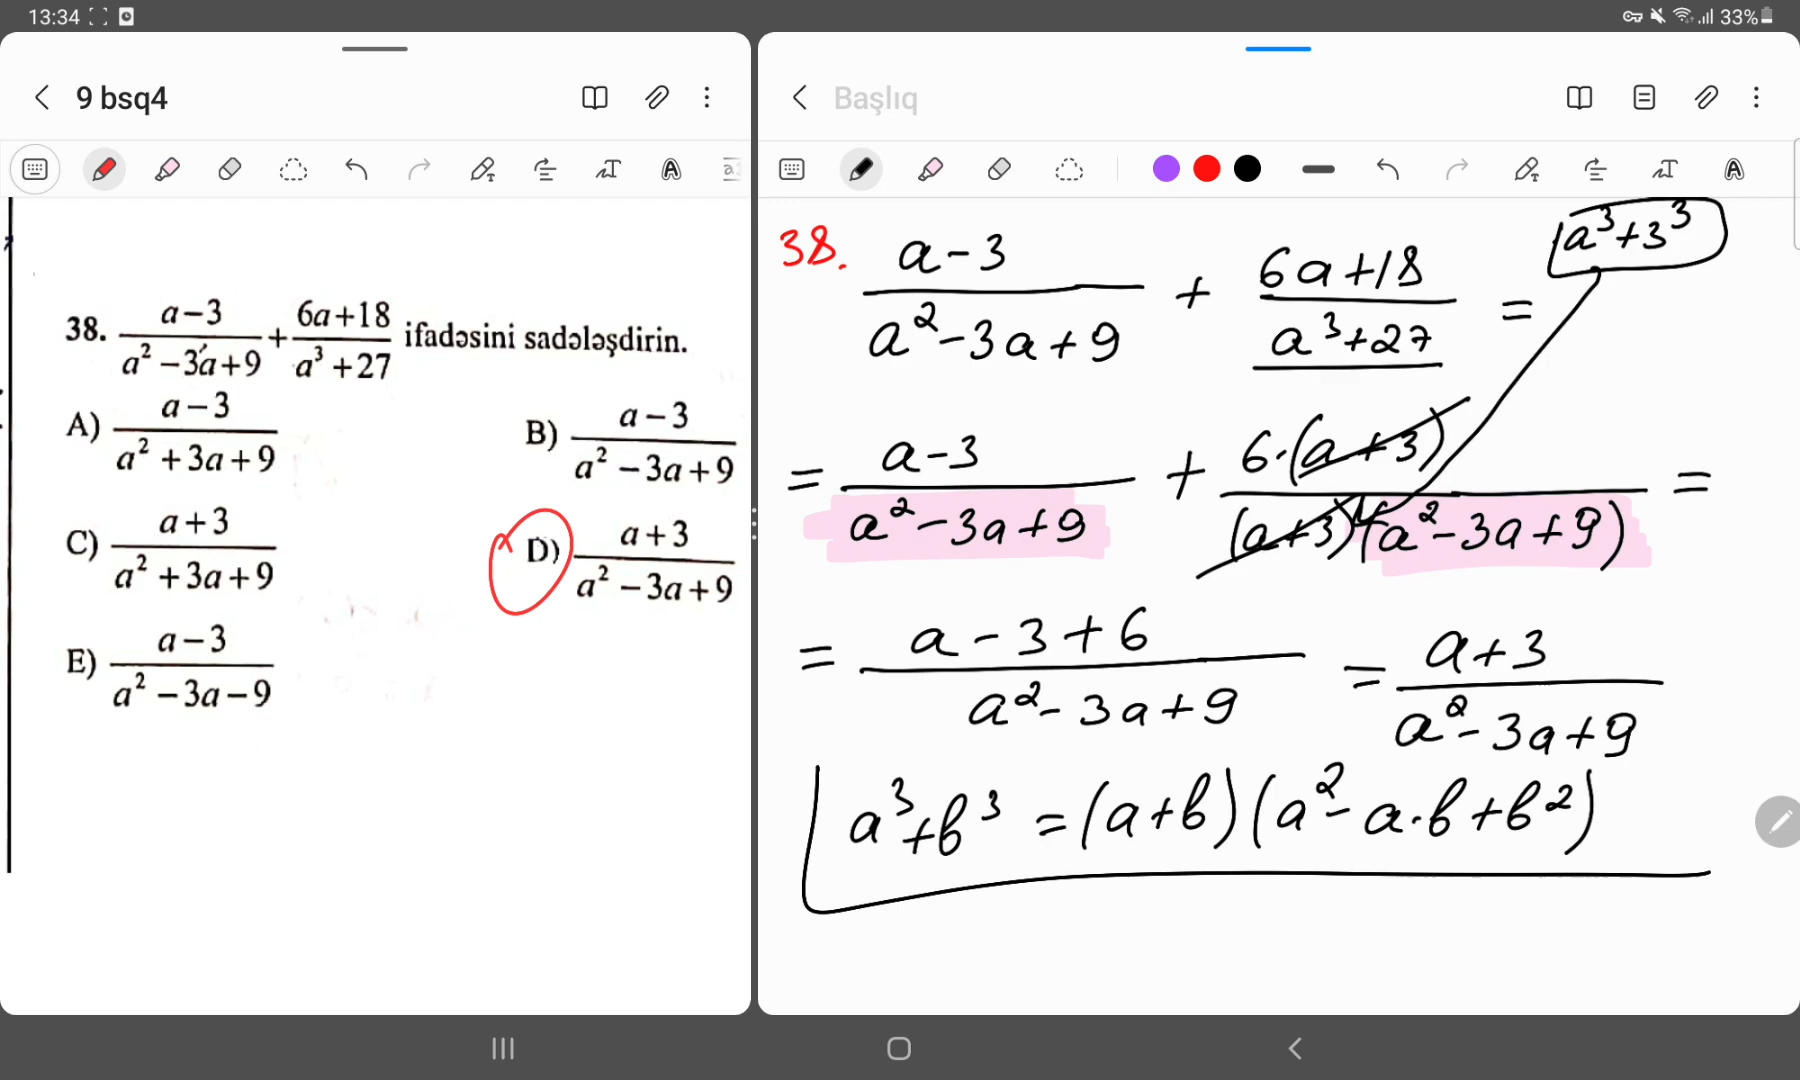 13:34
33%
9 bsq4
Başlıq
38. (a-3)/(a² -3a+9) + (6a+18)/(a³ +27) ifadəsini sadələşdirin.
A) (a-3)/(a² +3a+9)
B) (a-3)/(a² -3a+9)
C) (a+3)/(a² +3a+9)
D) (a+3)/(a² -3a+9)
E) (a-3)/(a² -3a-9)
a³+3³
38. (a-3)/(a²-3a+9) + (6a+18)/(a³+27) =
= (a-3)/(a²-3a+9) + 6·(a+3)/((a+3)(a²-3a+9)) =
= (a-3+6)/(a²-3a+9) = (a+3)/(a²-3a+9)
a³+b³ = (a+b)(a²-a·b+b²)